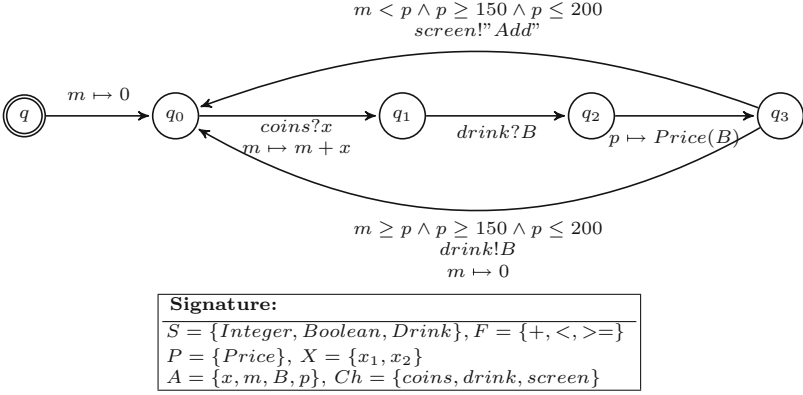 m < p ∧ p ≥ 150 ∧ p ≤ 200
screen!"Add"
m ↦ 0
q
q₀
q₁
q₂
q₃
coins?x
m ↦ m + x
drink?B
p ↦ Price(B)
m ≥ p ∧ p ≥ 150 ∧ p ≤ 200
drink!B
m ↦ 0
Signature:
S = {Integer, Boolean, Drink}, F = {+, <, >=}
P = {Price}, X = {x₁, x₂}
A = {x, m, B, p}, Ch = {coins, drink, screen}